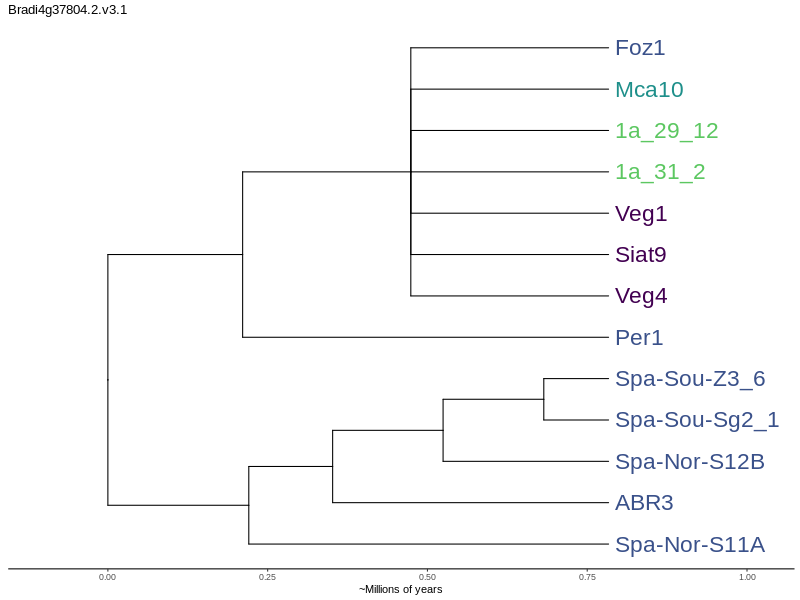 Bradi4g37804.2.v3.1
Foz1
Mca10
1a_29_12
1a_31_2
Veg1
Siat9
Veg4
Per1
Spa-Sou-Z3_6
Spa-Sou-Sg2_1
Spa-Nor-S12B
ABR3
Spa-Nor-S11A
0.00 0.25 0.50 0.75 1.00
~Millions of years